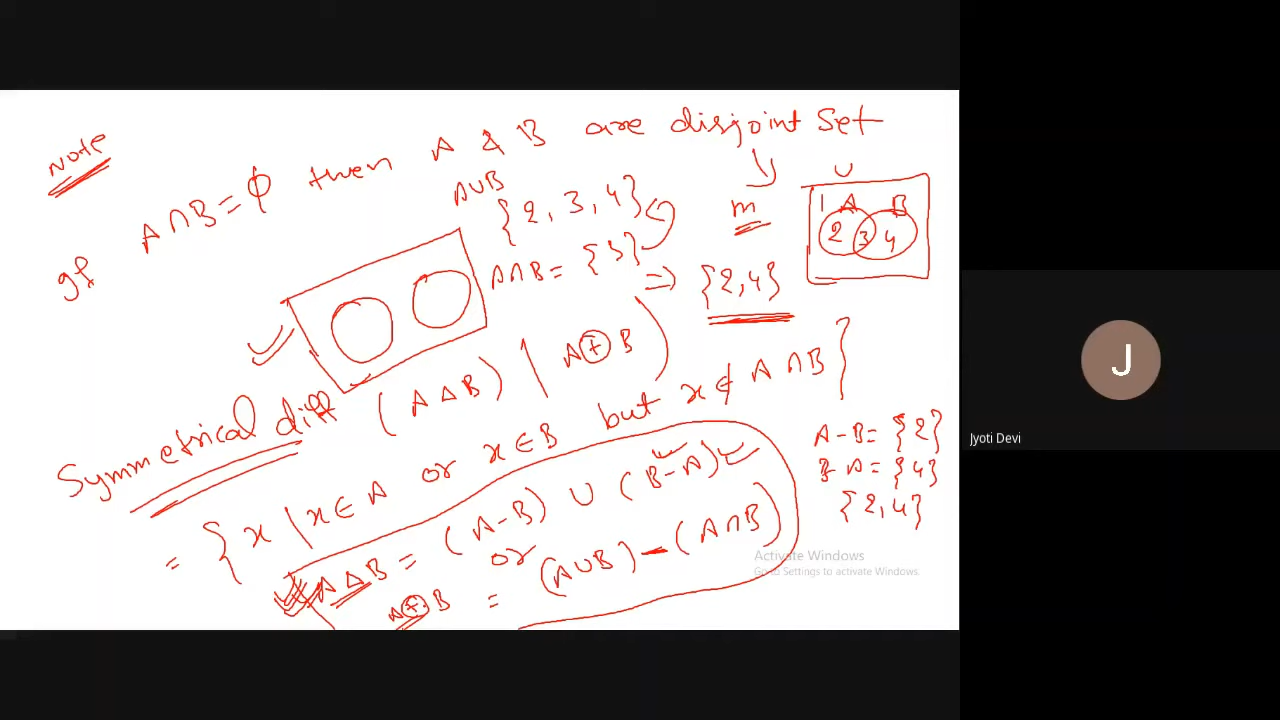 Note
If A∩B = ϕ then A & B are disjoint Set
A∪B
{2, 3, 4}
A∩B = {3}
⇒ {2,4}
m
U
1 A B
2 3 4
Symmetrical diff (A Δ B) | A ⊕ B)
= {x | x ∈ A or x ∈ B but x ∉ A ∩ B}
A Δ B = (A-B) ∪ (B-A)
or
A ⊕ B = (A∪B) - (A∩B)
A-B = {2}
B-A = {4}
{2,4}
Activate Windows
Go to Settings to activate Windows.
J
Jyoti Devi